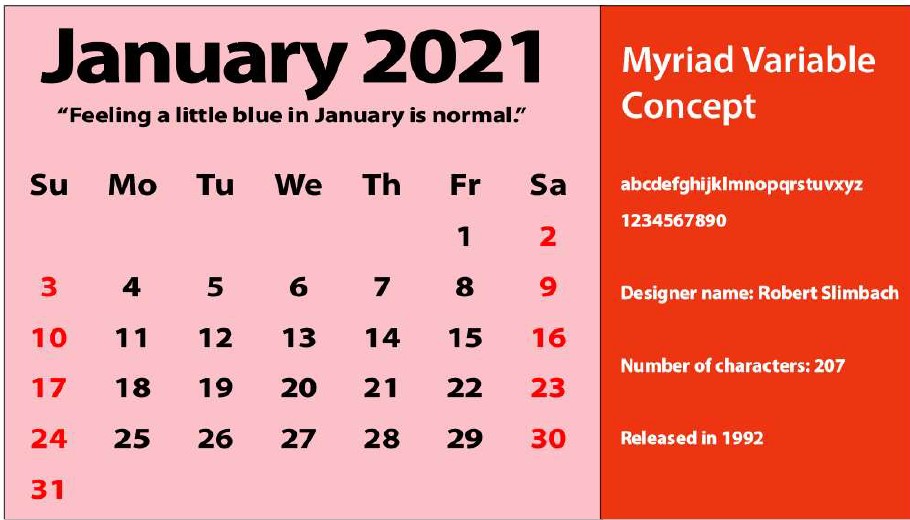 January 2021
“Feeling a little blue in January is normal.”
Su Mo Tu We Th Fr Sa
1 2
3 4 5 6 7 8 9
10 11 12 13 14 15 16
17 18 19 20 21 22 23
24 25 26 27 28 29 30
31
Myriad Variable
Concept
abcdefghijklmnopqrstuvxyz
1234567890
Designer name: Robert Slimbach
Number of characters: 207
Released in 1992